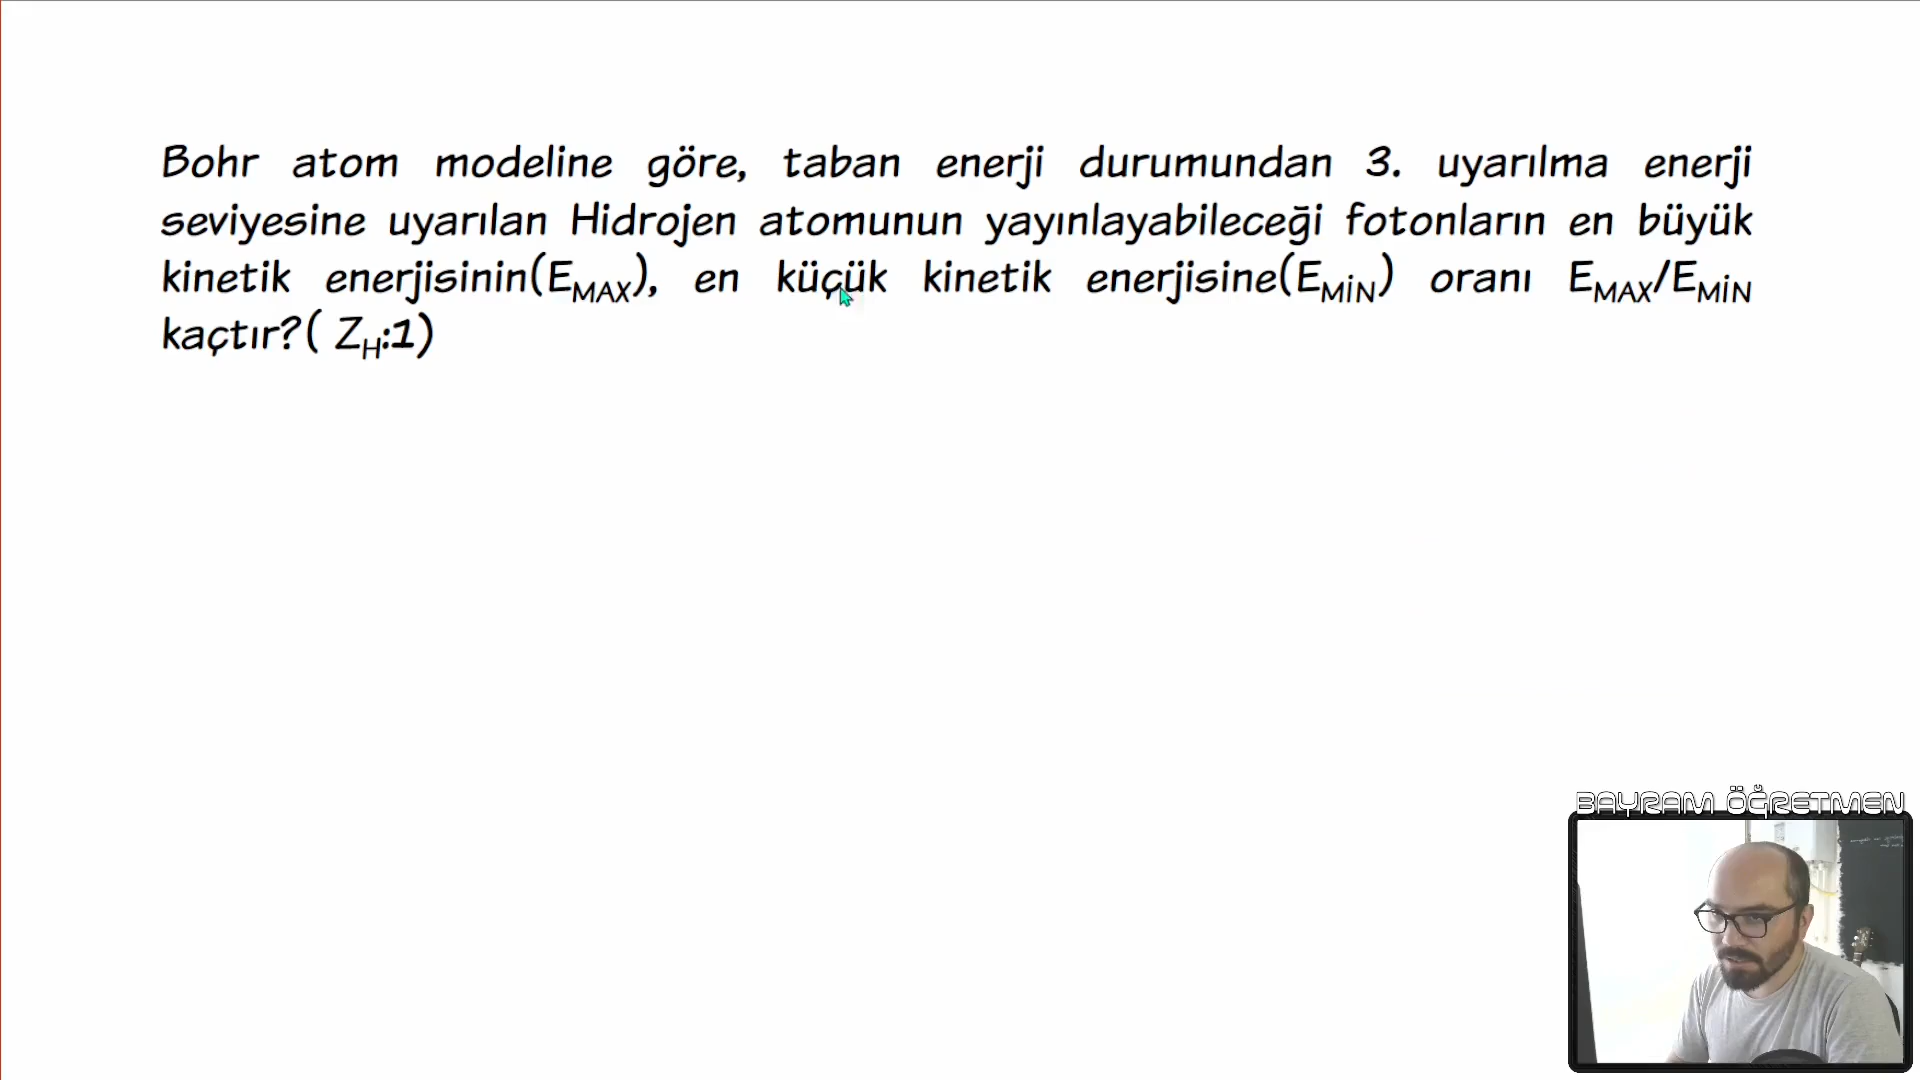 Bohr atom modeline göre, taban enerji durumundan 3. uyarılma enerji
seviyesine uyarılan Hidrojen atomunun yayınlayabileceği fotonların en büyük
kinetik enerjisinin(EMAX), en küçük kinetik enerjisine(EMİN) oranı EMAX/EMİN
kaçtır?( ZH:1)
BAYRAM ÖĞRETMEN